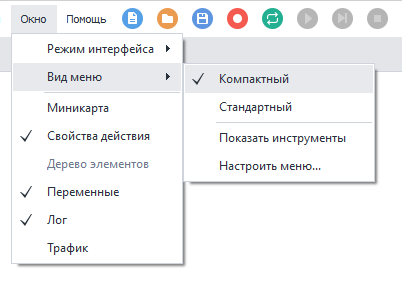 Окно Помощь
Режим интерфейса
Вид меню
Миникарта
Свойства действия
Дерево элементов
Переменные
Лог
Трафик
Компактный
Стандартный
Показать инструменты
Настроить меню...